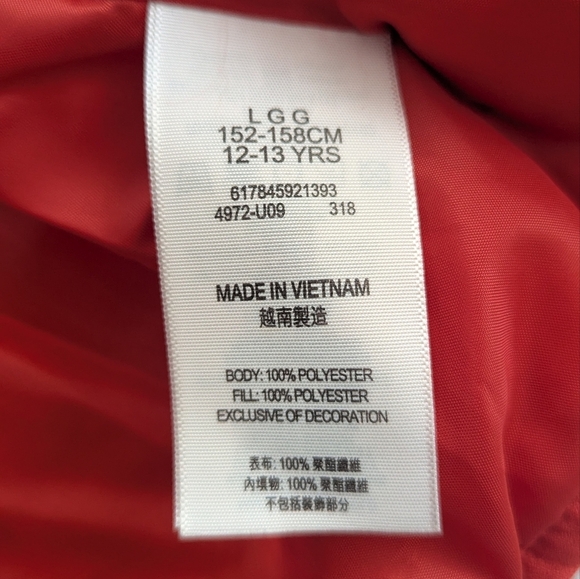 L G G
152-158CM
12-13 YRS
617845921393
4972-U09 318
MADE IN VIETNAM
越南製造
BODY: 100% POLYESTER
FILL: 100% POLYESTER
EXCLUSIVE OF DECORATION
表布: 100% 聚酯纖維
內填物: 100% 聚酯纖維
不包括裝飾部分